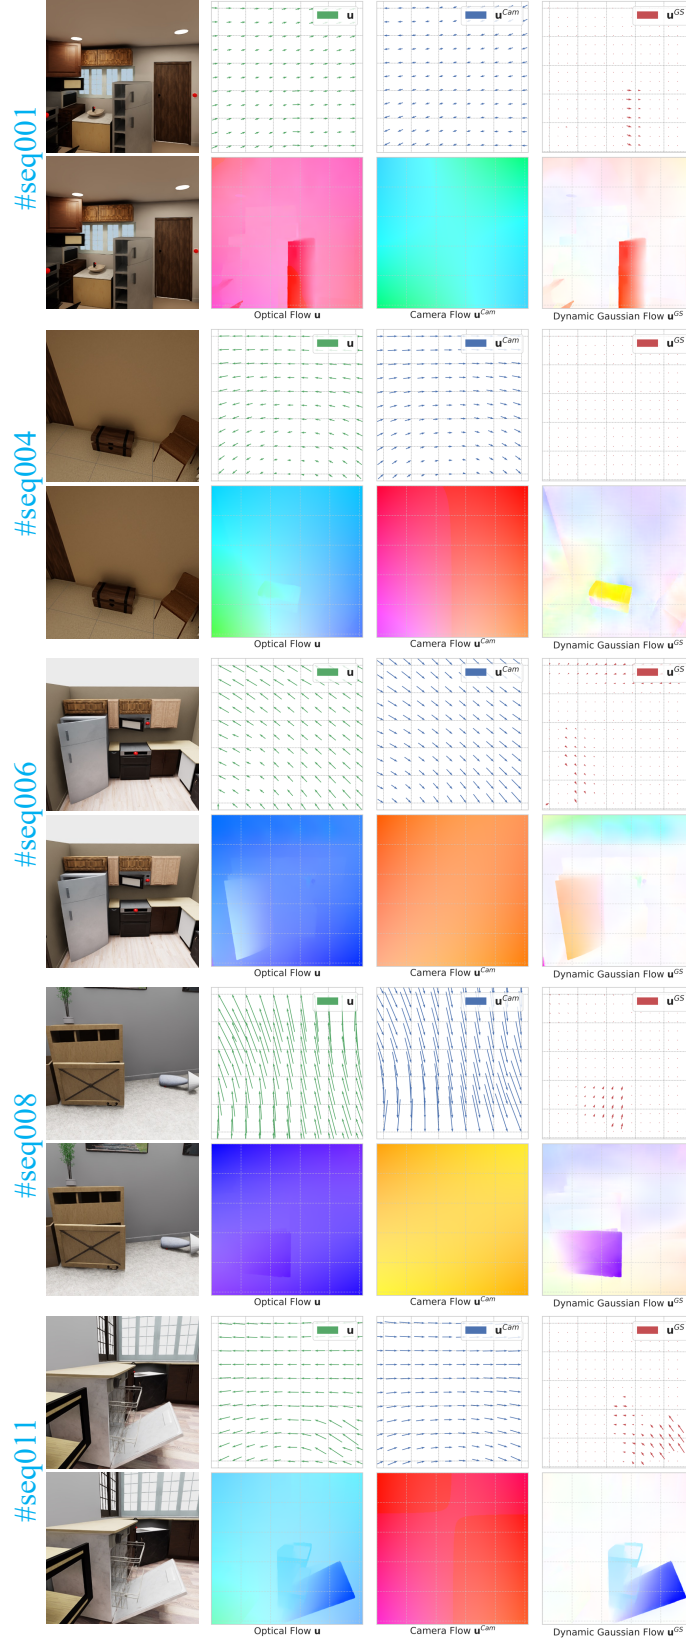 #seq001
u
u^Cam
u^GS
Optical Flow u
Camera Flow u^Cam
Dynamic Gaussian Flow u^GS
#seq004
u
u^Cam
u^GS
Optical Flow u
Camera Flow u^Cam
Dynamic Gaussian Flow u^GS
#seq006
u
u^Cam
u^GS
Optical Flow u
Camera Flow u^Cam
Dynamic Gaussian Flow u^GS
#seq008
u
u^Cam
u^GS
Optical Flow u
Camera Flow u^Cam
Dynamic Gaussian Flow u^GS
#seq011
u
u^Cam
u^GS
Optical Flow u
Camera Flow u^Cam
Dynamic Gaussian Flow u^GS